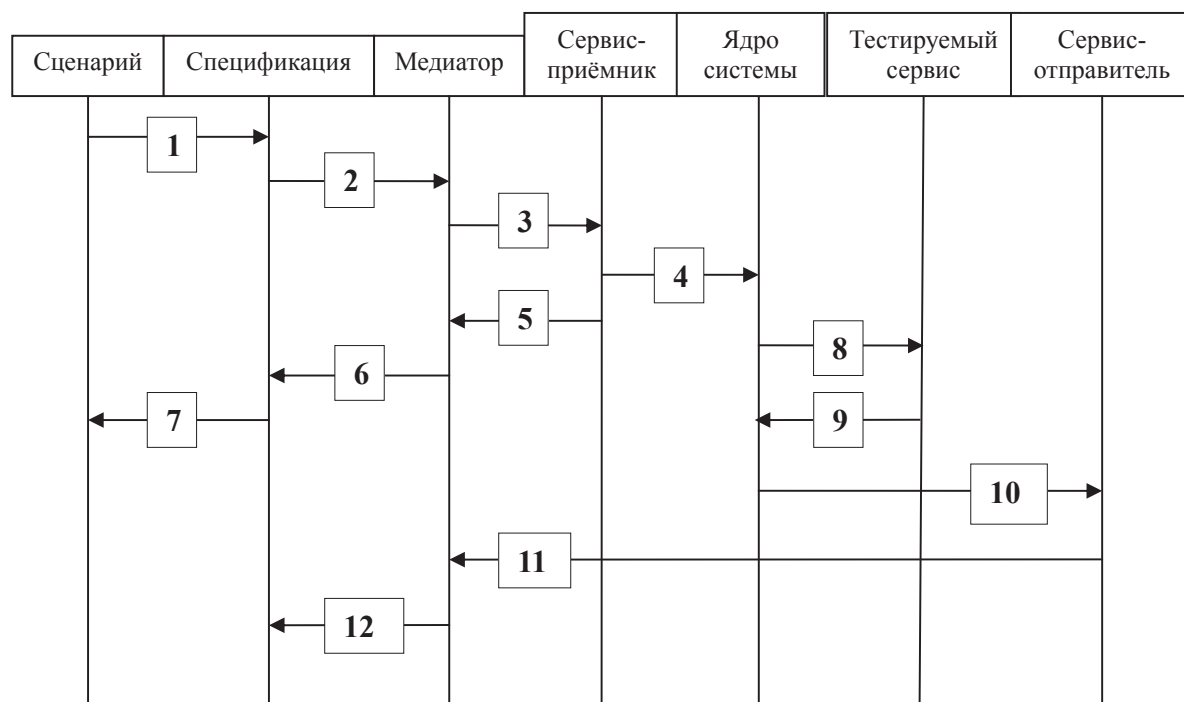 Сценарий
Спецификация
Медиатор
Сервис-
приёмник
Ядро
системы
Тестируемый
сервис
Сервис-
отправитель
1
2
3
4
5
8
6
7
9
10
11
12